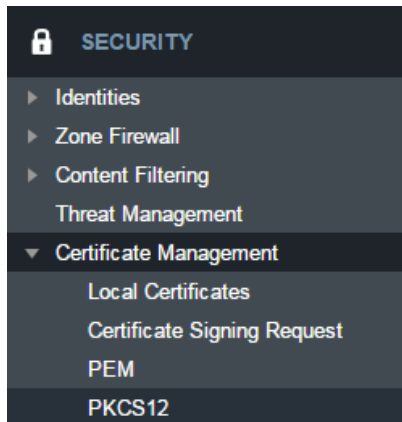 SECURITY
Identities
Zone Firewall
Content Filtering
Threat Management
Certificate Management
Local Certificates
Certificate Signing Request
PEM
PKCS12